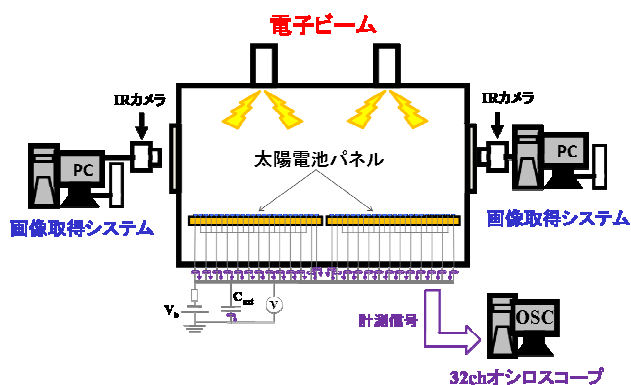 電子ビーム
IRカメラ
IRカメラ
PC
PC
太陽電池パネル
画像取得システム
画像取得システム
Cext
V
Vb
計測信号
OSC
32chオシロスコープ